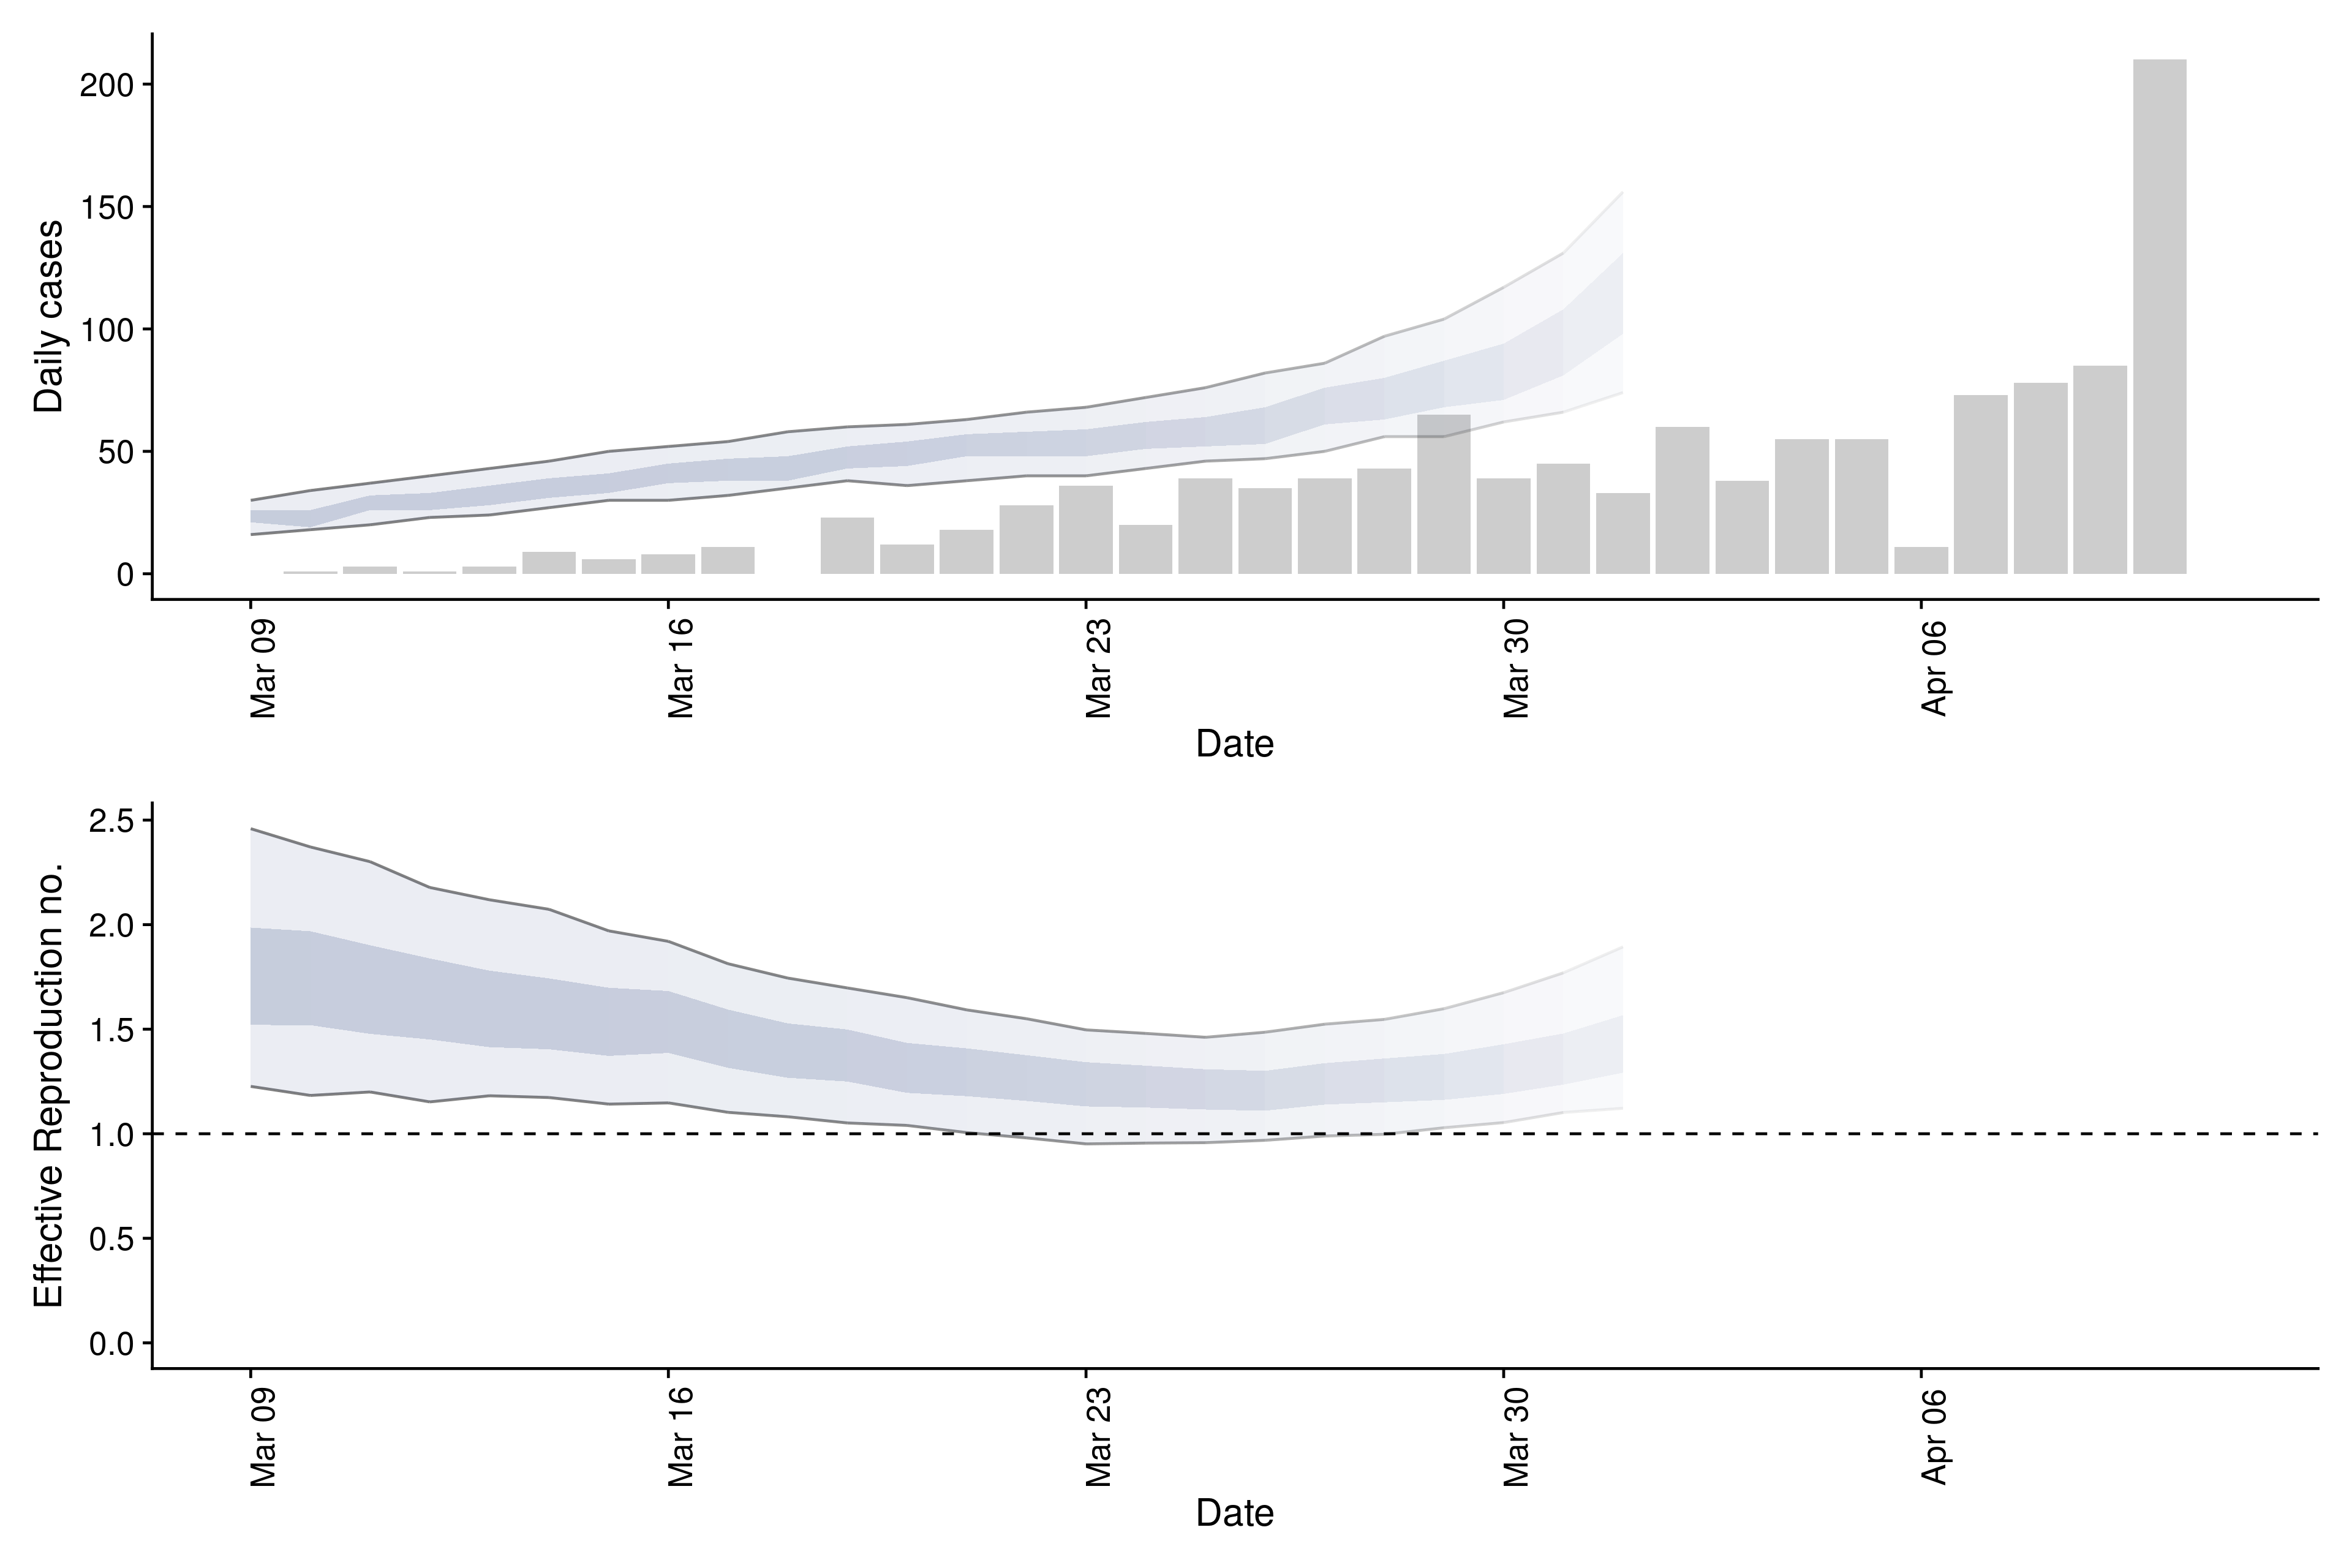 Daily cases
200
150
100
50
0
Mar 09
Mar 16
Mar 23
Mar 30
Apr 06
Date
Effective Reproduction no.
2.5
2.0
1.5
1.0
0.5
0.0
Mar 09
Mar 16
Mar 23
Mar 30
Apr 06
Date